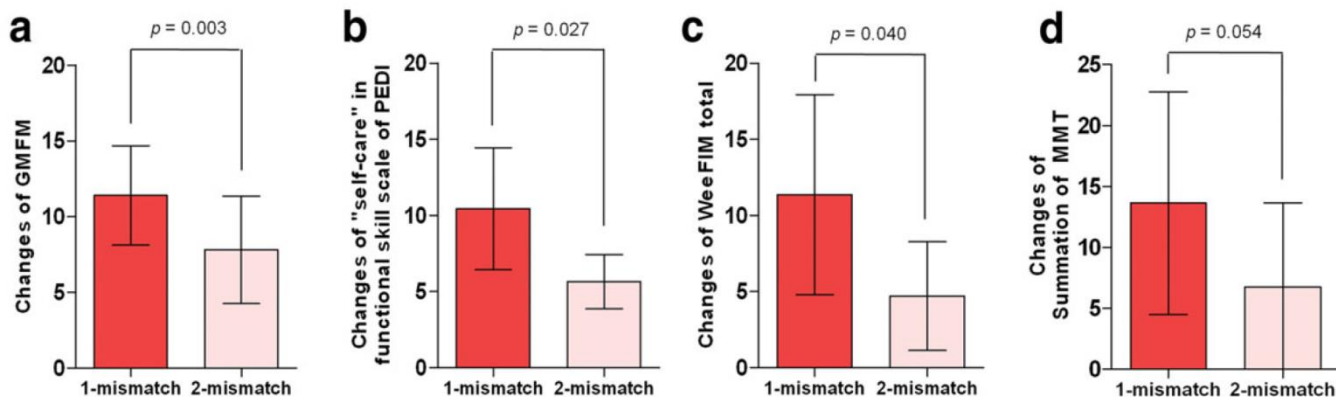 a
p = 0.003
Changes of GMFM
20
15
10
5
0
1-mismatch 2-mismatch
b
p = 0.027
Changes of "self-care" in
functional skill scale of PEDI
20
15
10
5
0
1-mismatch 2-mismatch
c
p = 0.040
Changes of WeeFIM total
20
15
10
5
0
1-mismatch 2-mismatch
d
p = 0.054
Changes of
Summation of MMT
25
20
15
10
5
0
1-mismatch 2-mismatch